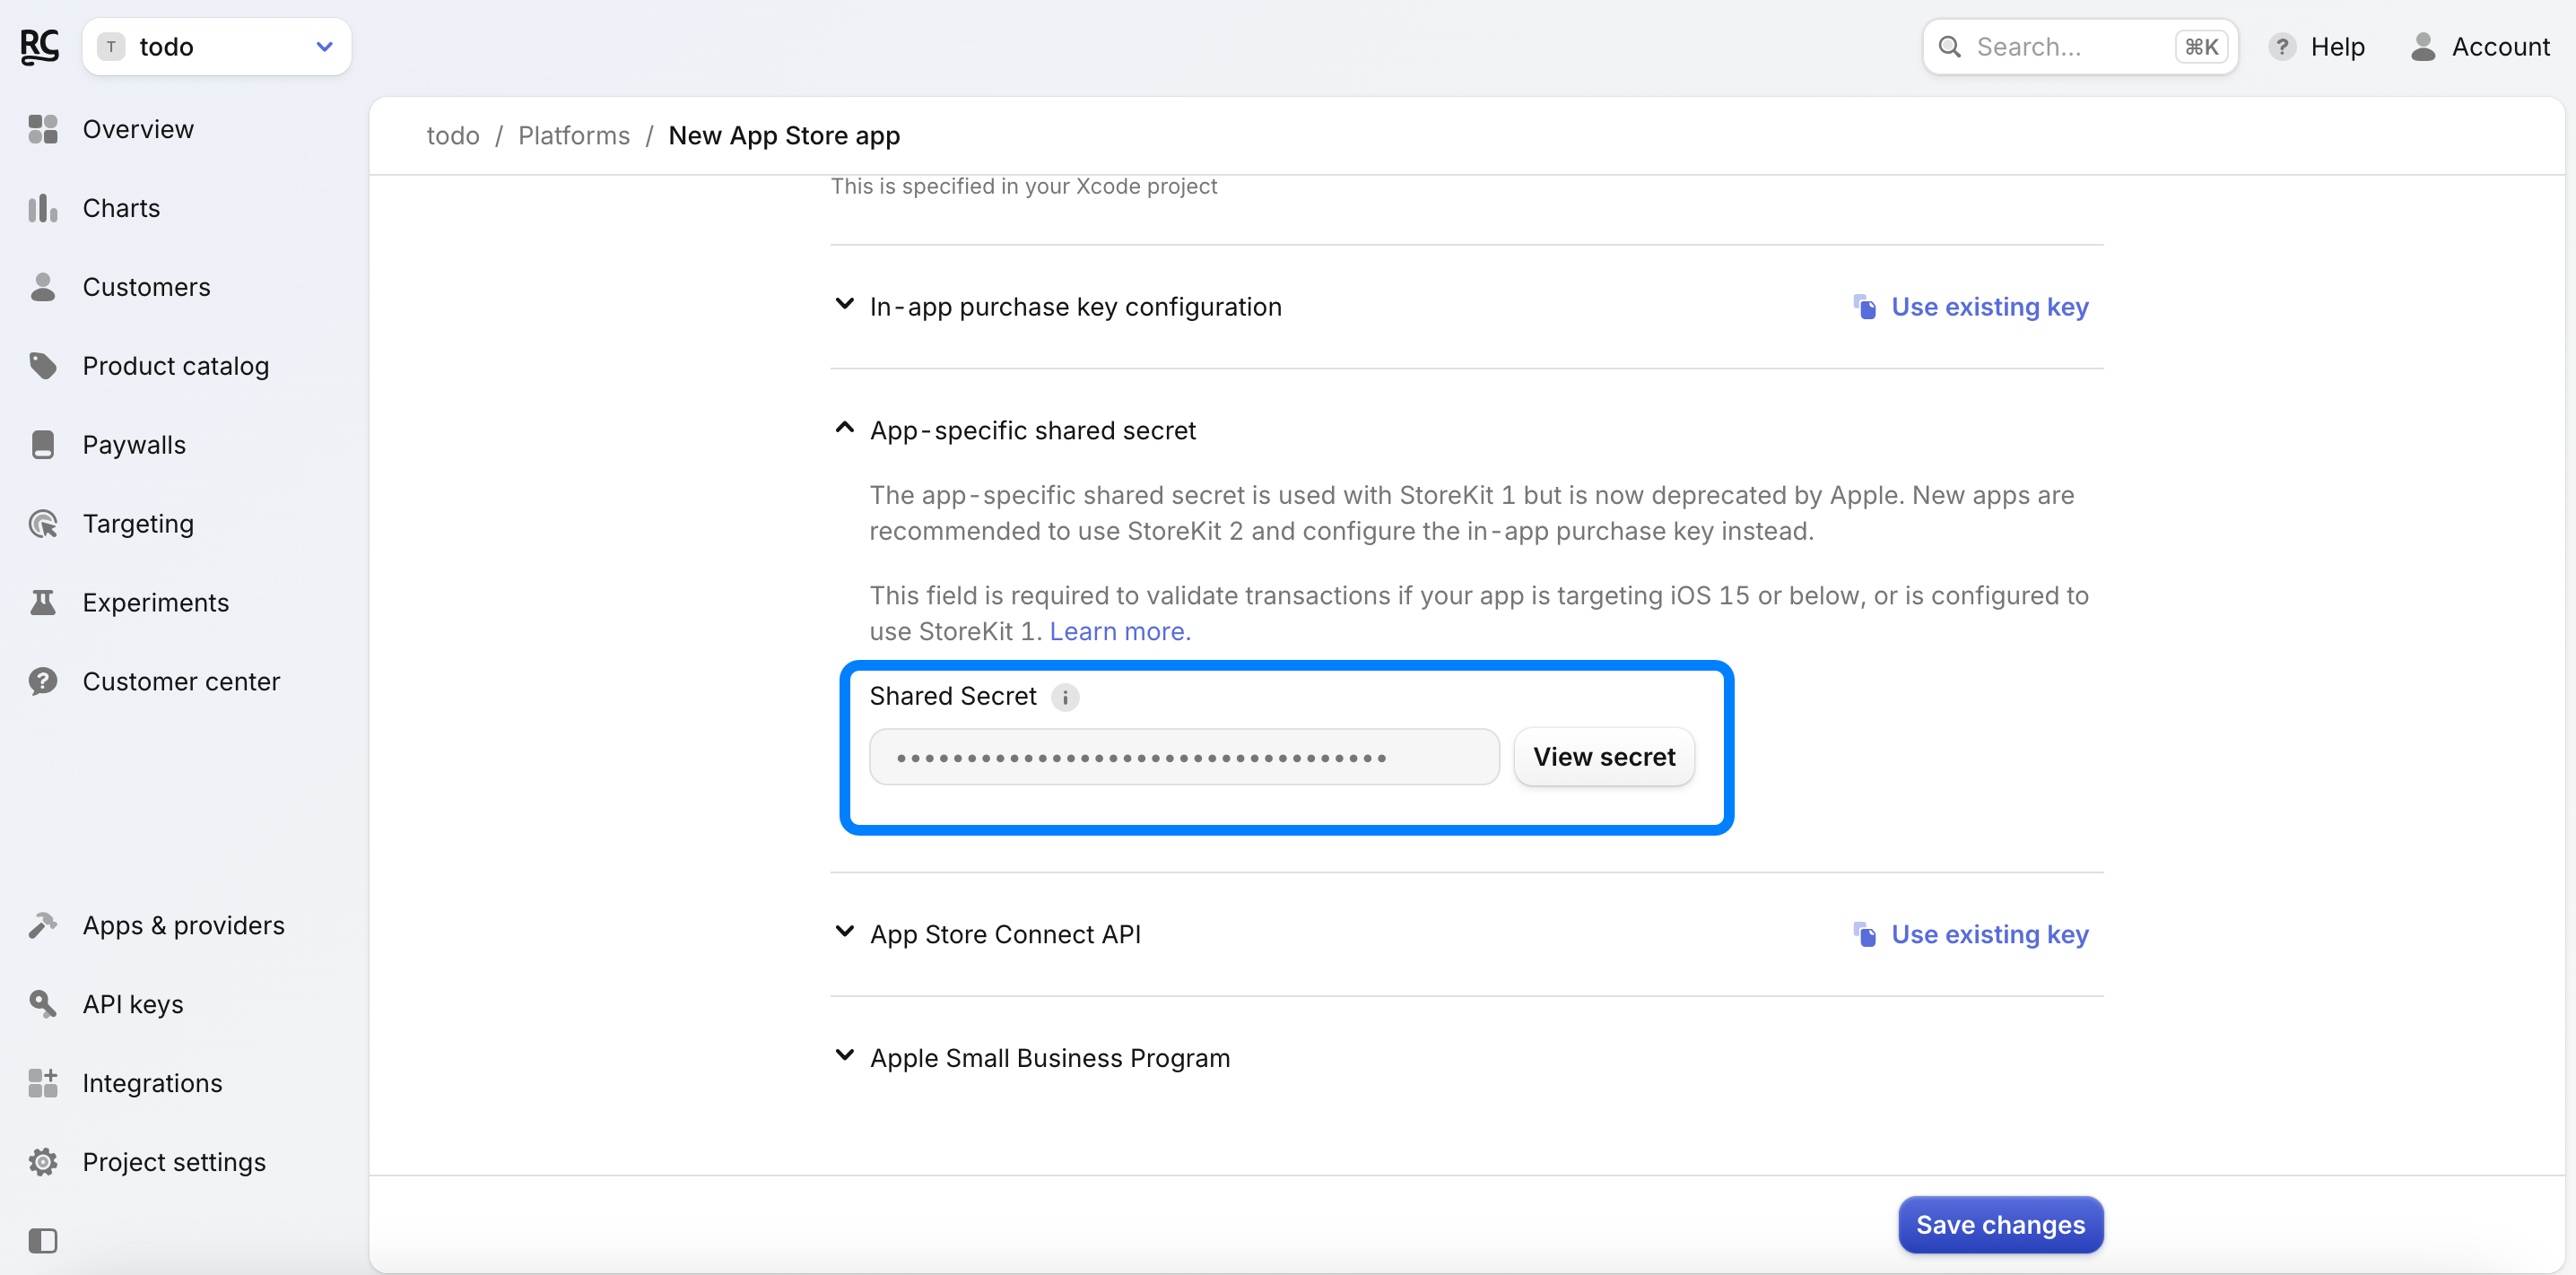 RC
T todo
Search... ⌘K
? Help
Account
Overview
Charts
Customers
Product catalog
Paywalls
Targeting
Experiments
Customer center
Apps & providers
API keys
Integrations
Project settings
todo / Platforms / New App Store app
This is specified in your Xcode project
In-app purchase key configuration
Use existing key
App-specific shared secret
The app-specific shared secret is used with StoreKit 1 but is now deprecated by Apple. New apps are
recommended to use StoreKit 2 and configure the in-app purchase key instead.
This field is required to validate transactions if your app is targeting iOS 15 or below, or is configured to
use StoreKit 1. Learn more.
Shared Secret i
•••••••••••••••••••••••••••••••••••
View secret
App Store Connect API
Use existing key
Apple Small Business Program
Save changes